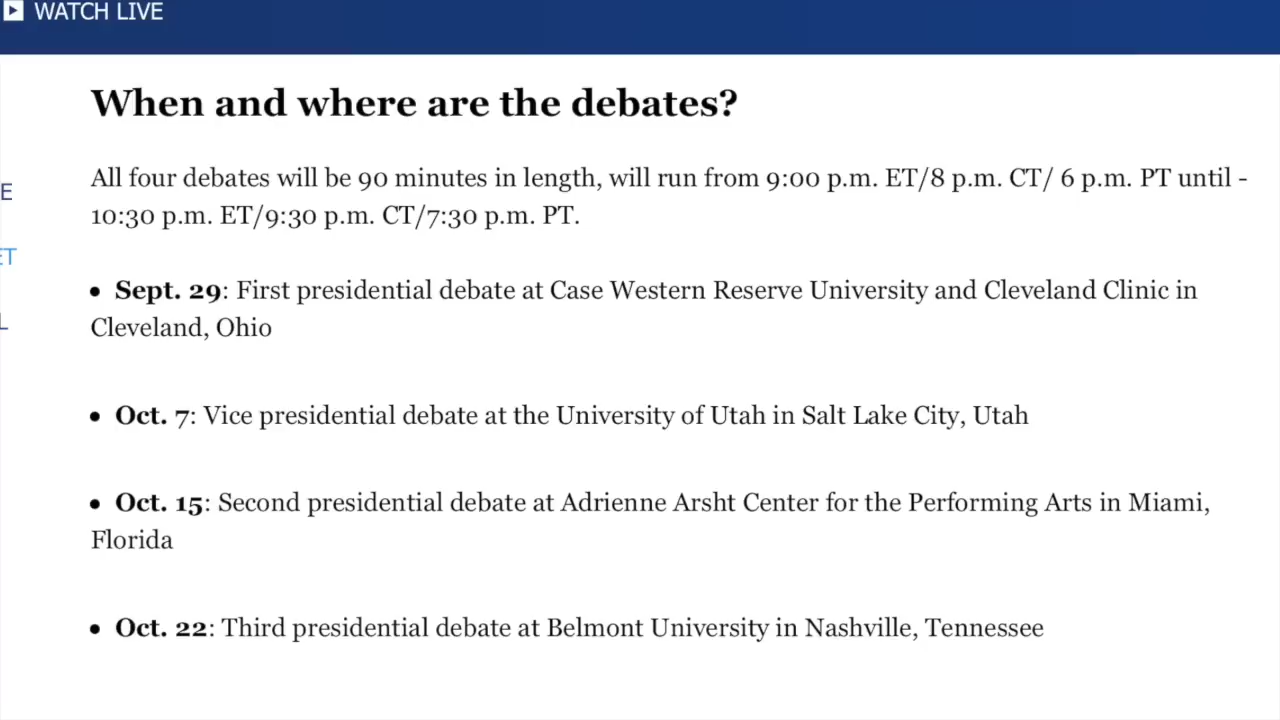 WATCH LIVE
When and where are the debates?
All four debates will be 90 minutes in length, will run from 9:00 p.m. ET/8 p.m. CT/ 6 p.m. PT until -
10:30 p.m. ET/9:30 p.m. CT/7:30 p.m. PT.
E
ET
L
• Sept. 29: First presidential debate at Case Western Reserve University and Cleveland Clinic in
Cleveland, Ohio
• Oct. 7: Vice presidential debate at the University of Utah in Salt Lake City, Utah
• Oct. 15: Second presidential debate at Adrienne Arsht Center for the Performing Arts in Miami,
Florida
• Oct. 22: Third presidential debate at Belmont University in Nashville, Tennessee